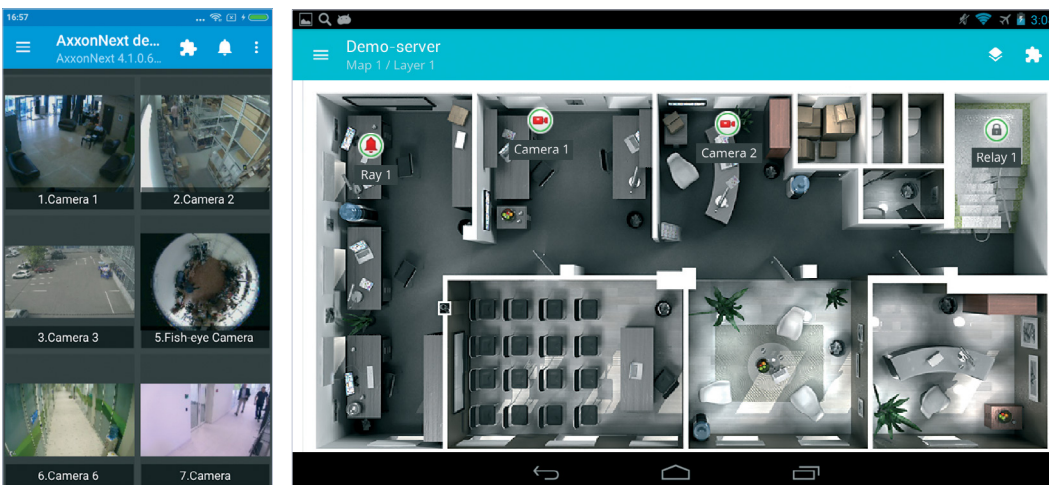 16:57
AxxonNext de...
AxxonNext 4.1.0.6...
1.Camera 1
2.Camera 2
3.Camera 3
5.Fish-eye Camera
6.Camera 6
7.Camera
Demo-server
Map 1 / Layer 1
Ray 1
Camera 1
Camera 2
Relay 1